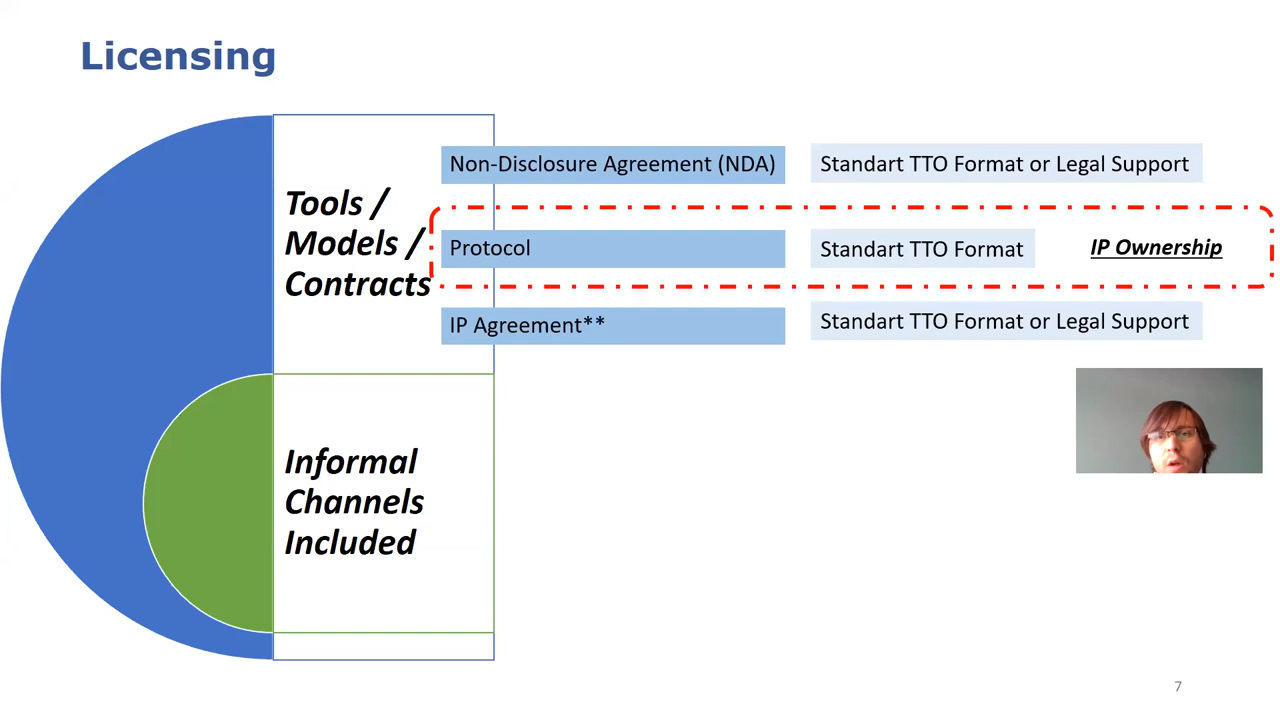 Licensing
Tools /
Models /
Contracts
Non-Disclosure Agreement (NDA)
Standart TTO Format or Legal Support
Protocol
Standart TTO Format
IP Ownership
IP Agreement**
Standart TTO Format or Legal Support
Informal
Channels
Included
7